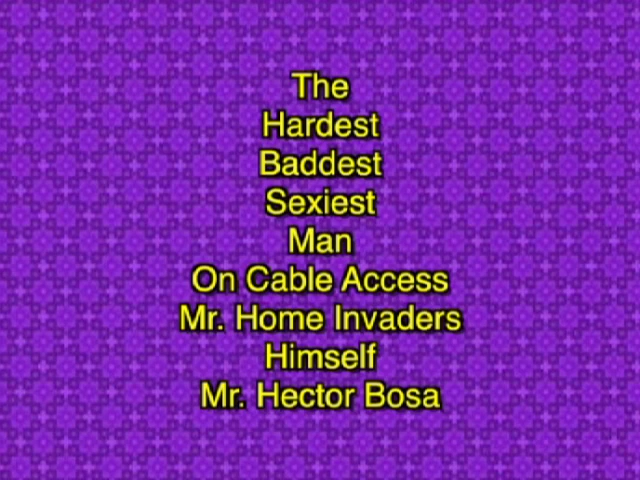 The
Hardest
Baddest
Sexiest
Man
On Cable Access
Mr. Home Invaders
Himself
Mr. Hector Bosa